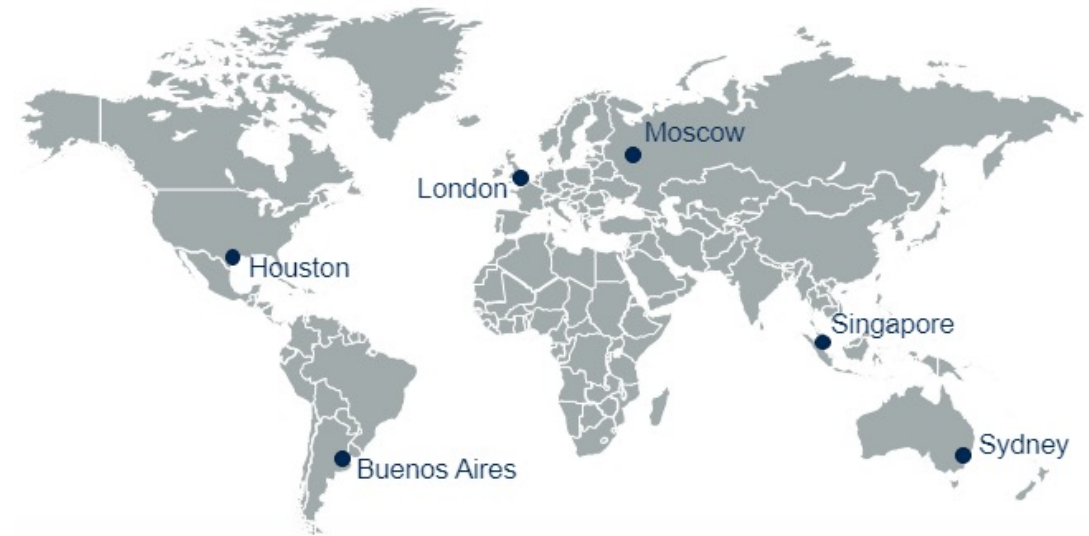 Moscow
London
Houston
Singapore
Sydney
Buenos Aires